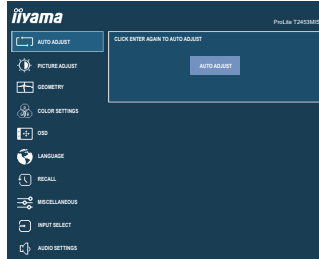 iiyama
ProLite T2453MIS
AUTO ADJUST
CLICK ENTER AGAIN TO AUTO ADJUST
AUTO ADJUST
PICTURE ADJUST
GEOMETRY
COLOR SETTINGS
OSD
LANGUAGE
RECALL
MISCELLANEOUS
INPUT SELECT
AUDIO SETTINGS